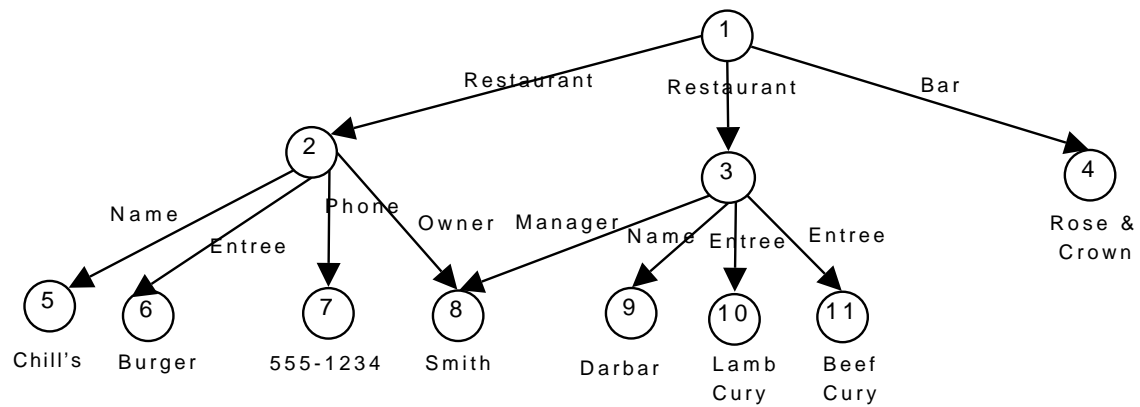 1
Restaurant
Restaurant
Bar
2
3
4
Name
Entree
Phone
Owner
Manager
Name
Entree
Entree
Rose &
Crown
5
6
7
8
9
10
11
Chill's
Burger
555-1234
Smith
Darbar
Lamb
Cury
Beef
Cury